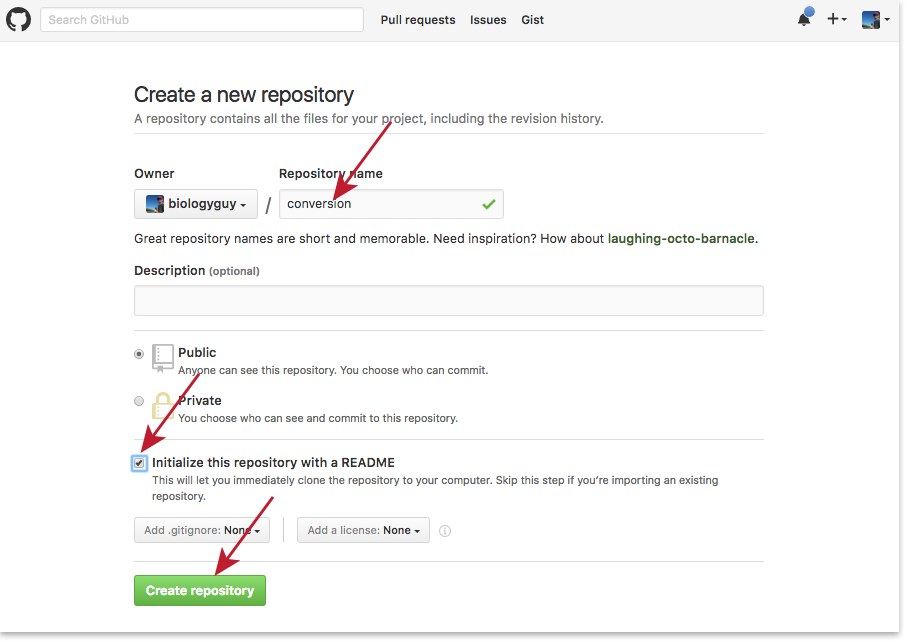 Search GitHub Pull requests Issues Gist
Create a new repository
A repository contains all the files for your project, including the revision history.
Owner Repository name
biologyguy / conversion
Great repository names are short and memorable. Need inspiration? How about laughing-octo-barnacle.
Description (optional)
Public
Anyone can see this repository. You choose who can commit.
Private
You choose who can see and commit to this repository.
Initialize this repository with a README
This will let you immediately clone the repository to your computer. Skip this step if you’re importing an existing
repository.
Add .gitignore: None Add a license: None
Create repository